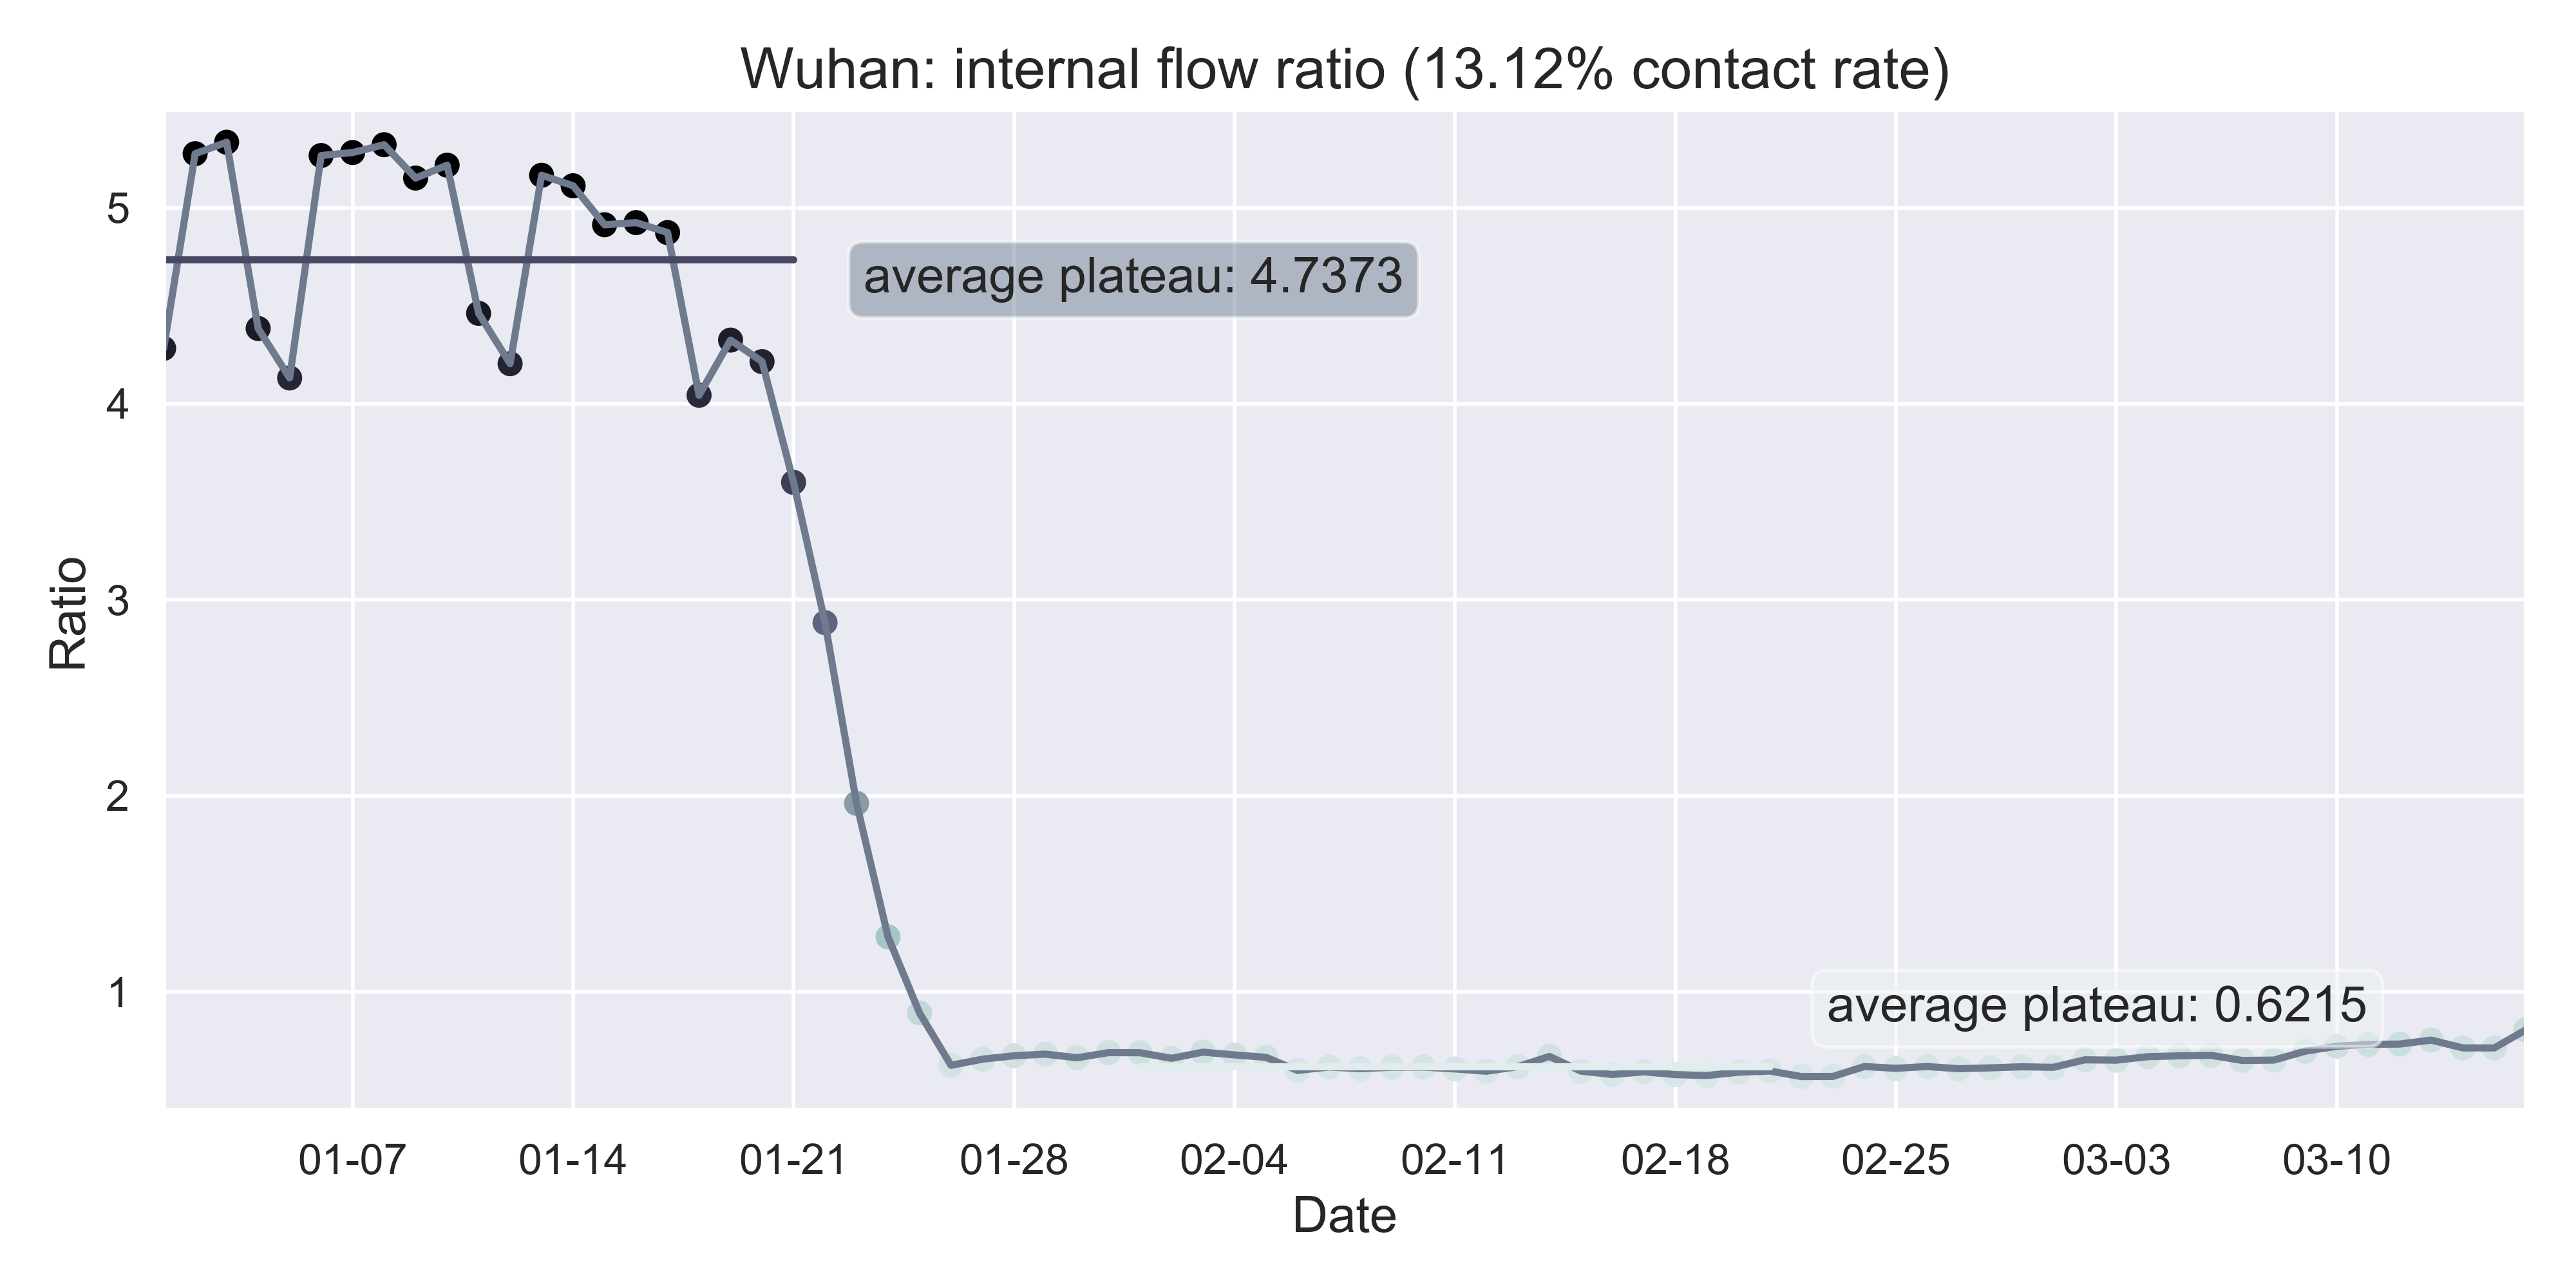 Wuhan: internal flow ratio (13.12% contact rate)
5
average plateau: 4.7373
4
3
Ratio
2
1
average plateau: 0.6215
01-07 01-14 01-21 01-28 02-04 02-11 02-18 02-25 03-03 03-10
Date